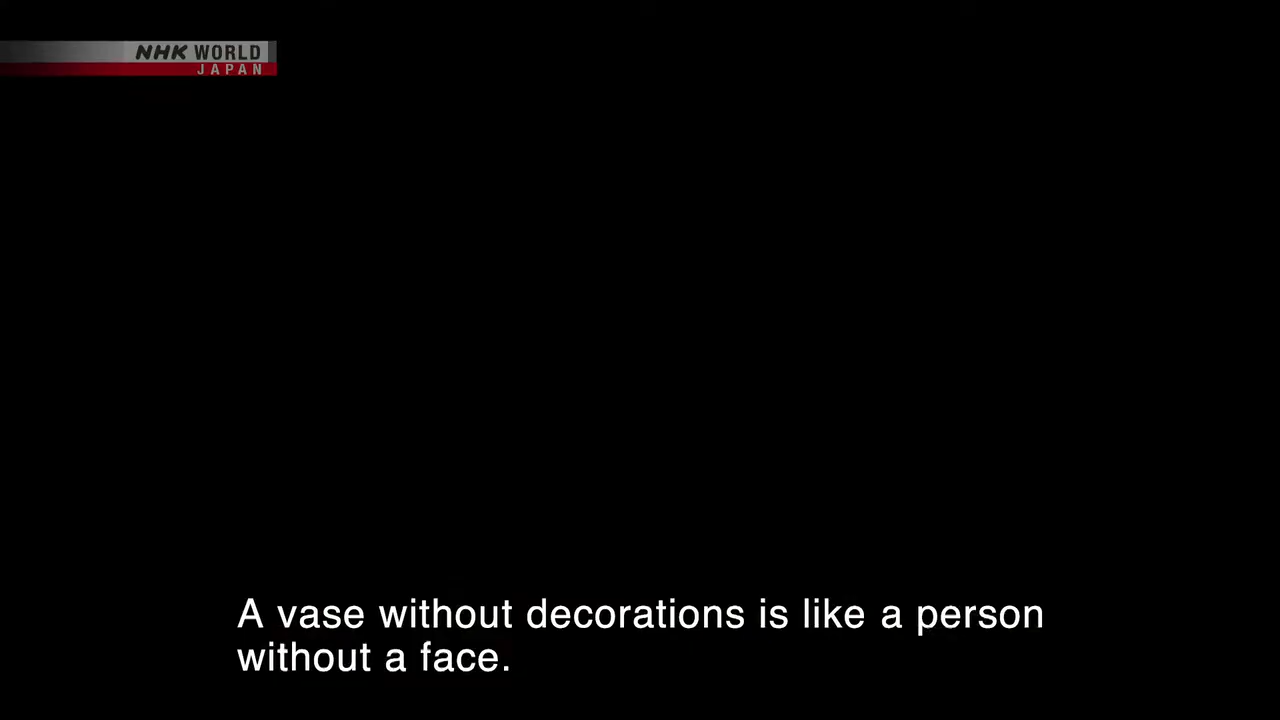 NHK WORLD
JAPAN
A vase without decorations is like a person
without a face.